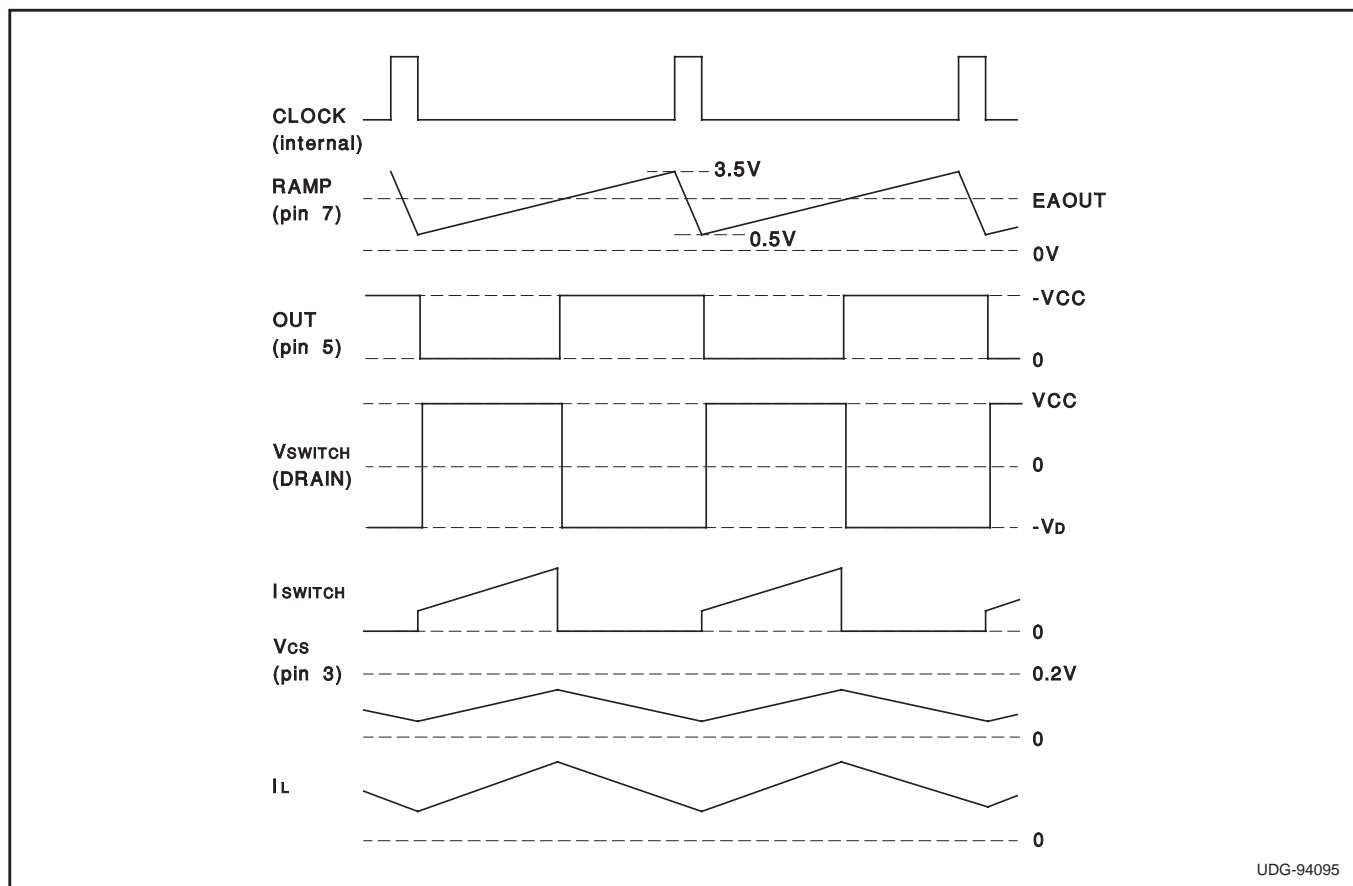 CLOCK
(internal)
3.5V
RAMP
(pin 7)
EAOUT
0.5V
0V
-VCC
OUT
(pin 5)
0
VCC
VSWITCH
(DRAIN)
0
-VD
ISWITCH
0
VCS
(pin 3)
0.2V
0
IL
0
UDG-94095